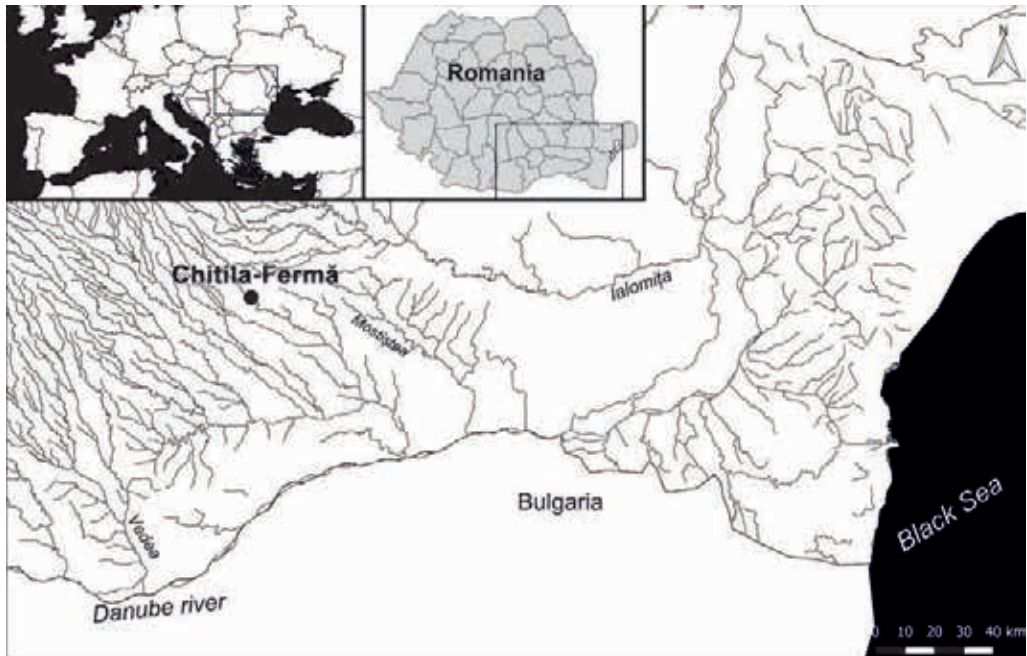 Romania
N
Chitila-Fermă
Ialomița
Mostiștea
Bulgaria
Vedea
Black Sea
Danube river
0 10 20 30 40 km